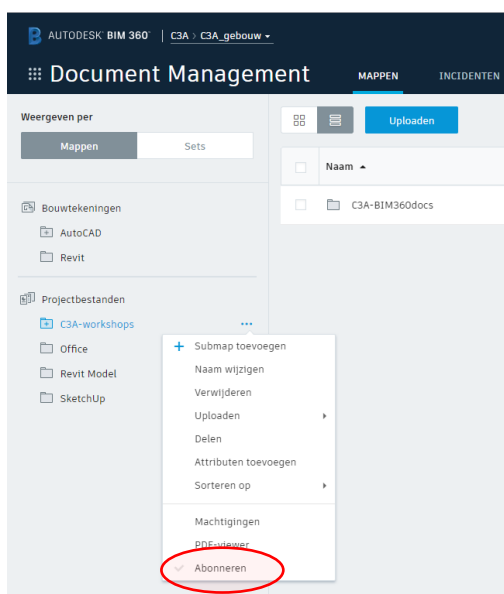 AUTODESK® BIM 360™ C3A > C3A_gebouw
Document Management MAPPEN INCIDENTEN
Weergeven per
Mappen Sets
Uploaden
Naam
Bouwtekeningen
AutoCAD
Revit
C3A-BIM360docs
Projectbestanden
C3A-workshops ...
Office
Revit Model
SketchUp
Submap toevoegen
Naam wijzigen
Verwijderen
Uploaden
Delen
Attributen toevoegen
Sorteren op
Machtigingen
PDF-viewer
Abonneren